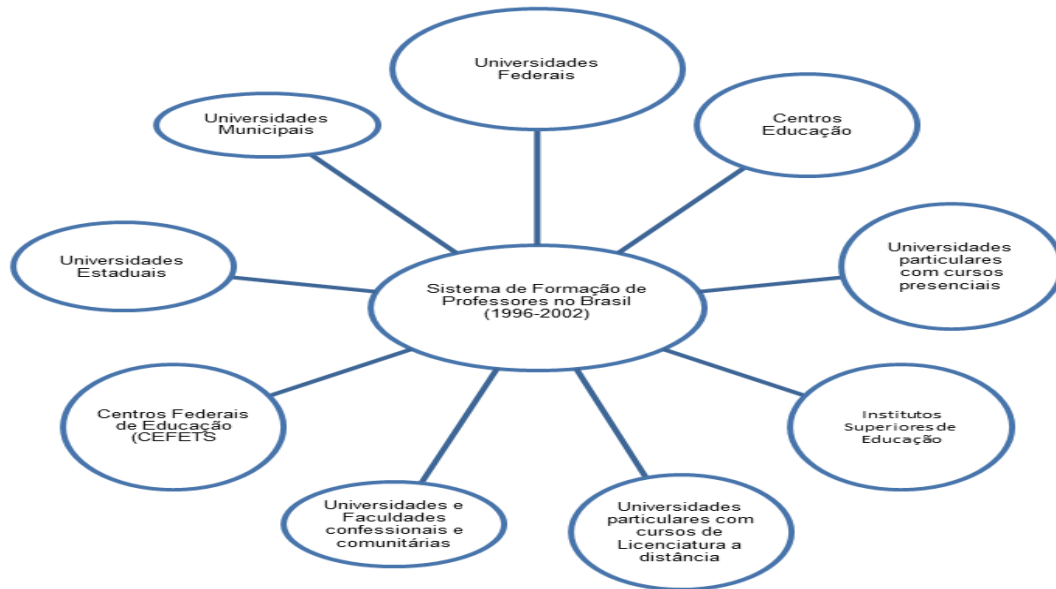 Universidades
Federais
Centros
Educação
Universidades
particulares
com cursos
presenciais
Institutos
Superiores de
Educação
Universidades
particulares com
cursos de
Licenciatura a
distância
Universidades e
Faculdades
confessionais e
comunitárias
Centros Federais
de Educação
(CEFETS
Universidades
Estaduais
Universidades
Municipais
Sistema de Formação de
Professores no Brasil
(1996-2002)